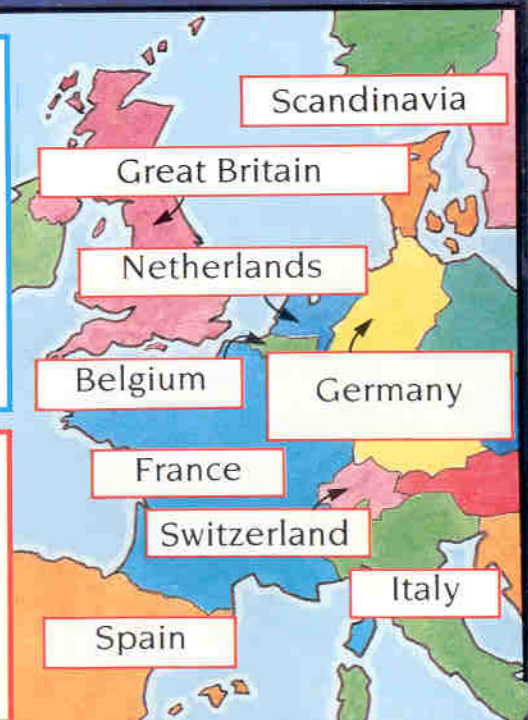 Scandinavia
Great Britain
Netherlands
Belgium
Germany
France
Switzerland
Italy
Spain